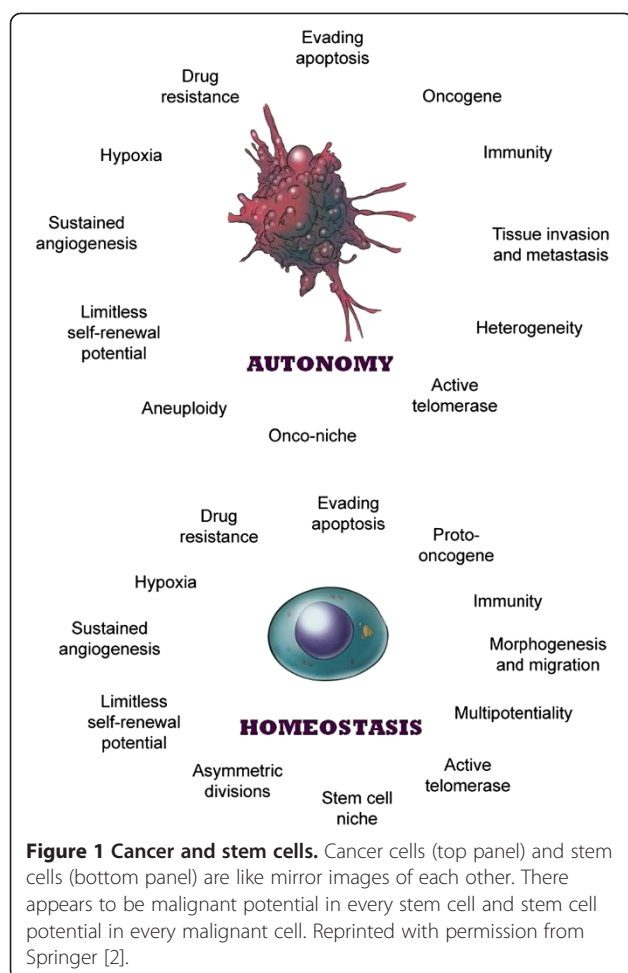 Evading
apoptosis
Drug
resistance
Oncogene
Hypoxia
Immunity
Sustained
angiogenesis
Tissue invasion
and metastasis
Limitless
self-renewal
potential
Heterogeneity
AUTONOMY
Aneuploidy
Active
telomerase
Onco-niche
Drug
resistance
Evading
apoptosis
Proto-
oncogene
Hypoxia
Immunity
Sustained
angiogenesis
Morphogenesis
and migration
Limitless
self-renewal
potential
HOMEOSTASIS
Multipotentiality
Asymmetric
divisions
Stem cell
niche
Active
telomerase
Figure 1 Cancer and stem cells. Cancer cells (top panel) and stem
cells (bottom panel) are like mirror images of each other. There
appears to be malignant potential in every stem cell and stem cell
potential in every malignant cell. Reprinted with permission from
Springer [2].